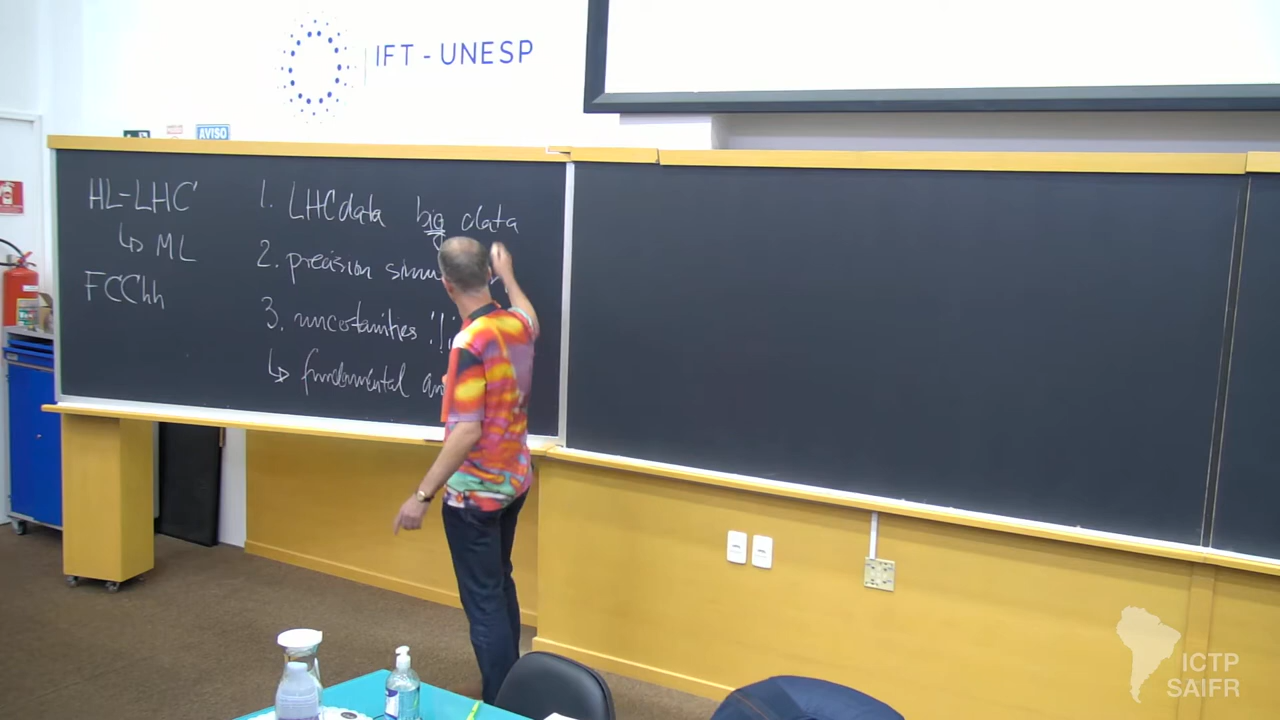 IFT - UNESP
AVISO
HL-LHC
↳ ML
FCChh
1. LHC data big data
2. precision simu
3. uncertainties !!¡
↳ fundamental
ICTP
SAIFR